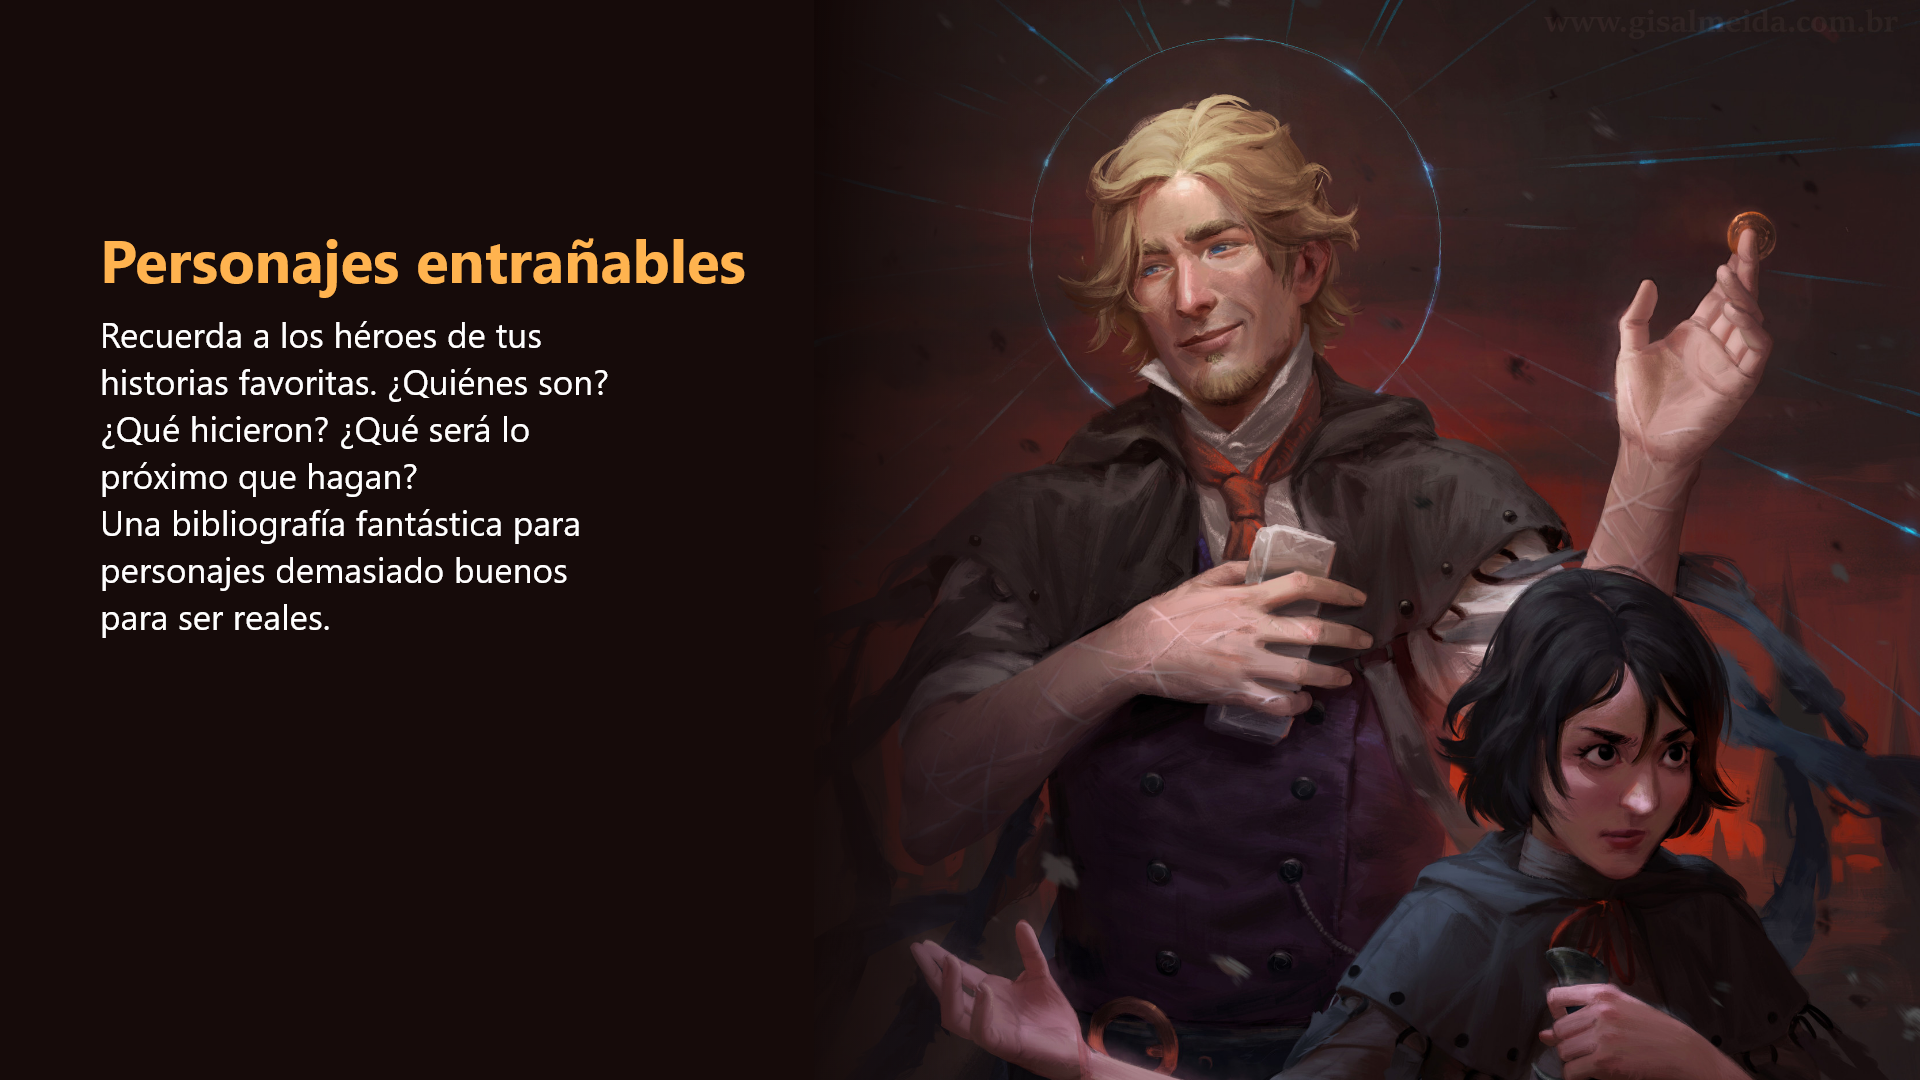 www.gisalmeida.com.br
Personajes entrañables
Recuerda a los héroes de tus
historias favoritas. ¿Quiénes son?
¿Qué hicieron? ¿Qué será lo
próximo que hagan?
Una bibliografía fantástica para
personajes demasiado buenos
para ser reales.